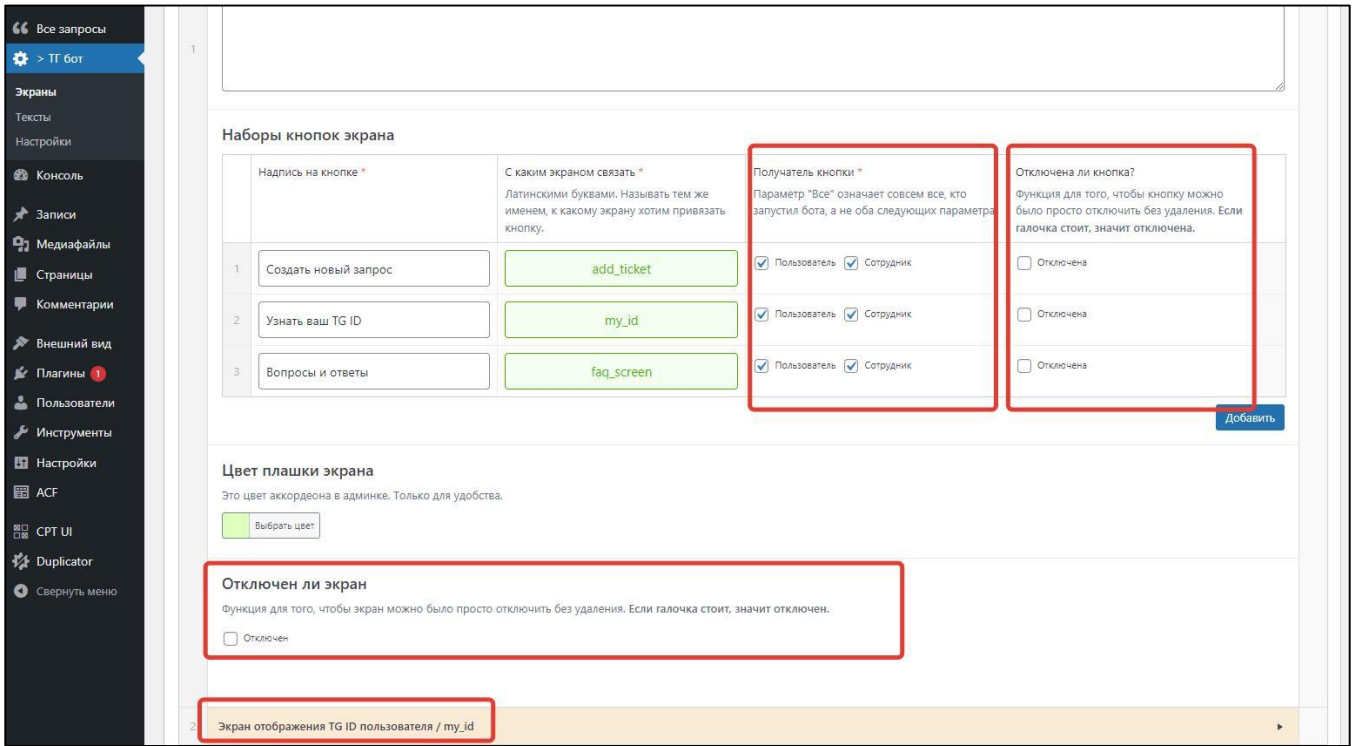 Все запросы
> ТГ бот
Экраны
Тексты
Настройки
Консоль
Записи
Медиафайлы
Страницы
Комментарии
Внешний вид
Плагины 1
Пользователи
Инструменты
Настройки
ACF
CPT UI
Duplicator
Свернуть меню
1
Наборы кнопок экрана
Надпись на кнопке *
С каким экраном связать *
Латинскими буквами. Называть тем же
именем, к какому экрану хотим привязать
кнопку.
Получатель кнопки *
Параметр "Все" означает совсем все, кто
запустил бота, а не оба следующих параметра
Отключена ли кнопка?
Функция для того, чтобы кнопку можно
было просто отключить без удаления. Если
галочка стоит, значит отключена.
1 Создать новый запрос add_ticket Пользователь Сотрудник Отключена
2 Узнать ваш TG ID my_id Пользователь Сотрудник Отключена
3 Вопросы и ответы faq_screen Пользователь Сотрудник Отключена
Добавить
Цвет плашки экрана
Это цвет аккордеона в админке. Только для удобства.
Выбрать цвет
Отключен ли экран
Функция для того, чтобы экран можно было просто отключить без удаления. Если галочка стоит, значит отключен.
Отключен
2 Экран отображения TG ID пользователя / my_id